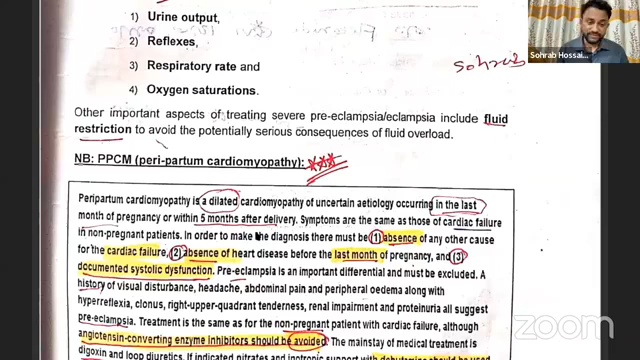 1) Urine output,
2) Reflexes,
3) Respiratory rate and
4) Oxygen saturations.
Sohrab
Sohrab Hossai...
Other important aspects of treating severe pre-eclampsia/eclampsia include fluid
restriction to avoid the potentially serious consequences of fluid overload.
NB: PPCM (peri-partum cardiomyopathy):
Peripartum cardiomyopathy is a dilated cardiomyopathy of uncertain aetiology occurring in the last
month of pregnancy or within 5 months after delivery. Symptoms are the same as those of cardiac failure
in non-pregnant patients. In order to make the diagnosis there must be (1) absence of any other cause
for the cardiac failure, (2) absence of heart disease before the last month of pregnancy, and (3)
documented systolic dysfunction. Pre-eclampsia is an important differential and must be excluded. A
history of visual disturbance, headache, abdominal pain and peripheral oedema along with
hyperreflexia, clonus, right-upper-quadrant tenderness, renal impairment and proteinuria all suggest
pre-eclampsia. Treatment is the same as for the non-pregnant patient with cardiac failure, although
angiotensin-converting enzyme inhibitors should be avoided. The mainstay of medical treatment is
digoxin and loop diuretics. If indicated nitrates and inotropic support with dobutamine should be used
zoom